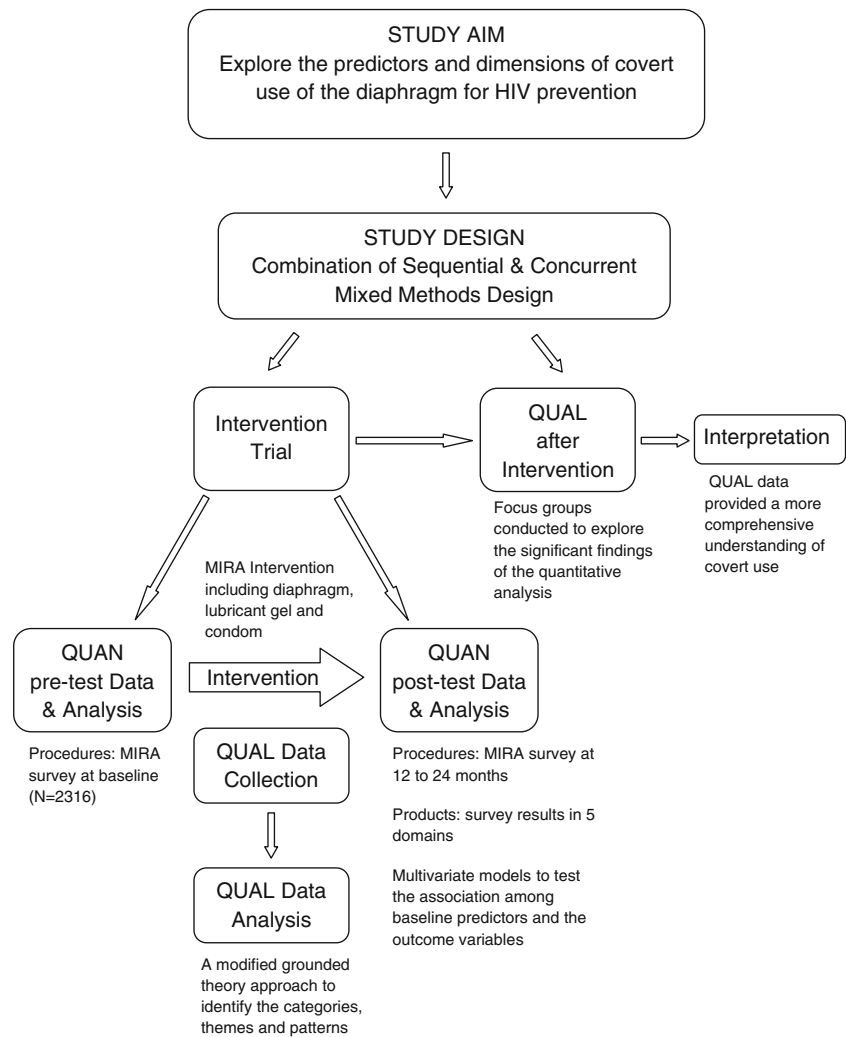 STUDY AIM
Explore the predictors and dimensions of covert
use of the diaphragm for HIV prevention
STUDY DESIGN
Combination of Sequential & Concurrent
Mixed Methods Design
Intervention
Trial
QUAL
after
Intervention
Interpretation
Focus groups
conducted to explore
the significant findings
of the quantitative
analysis
QUAL data
provided a more
comprehensive
understanding of
covert use
MIRA Intervention
including diaphragm,
lubricant gel and
condom
QUAN
pre-test Data
& Analysis
Intervention
QUAN
post-test Data
& Analysis
Procedures: MIRA
survey at baseline
(N=2316)
QUAL Data
Collection
Procedures: MIRA survey at
12 to 24 months
Products: survey results in 5
domains
Multivariate models to test
the association among
baseline predictors and the
outcome variables
QUAL Data
Analysis
A modified grounded
theory approach to
identify the categories,
themes and patterns